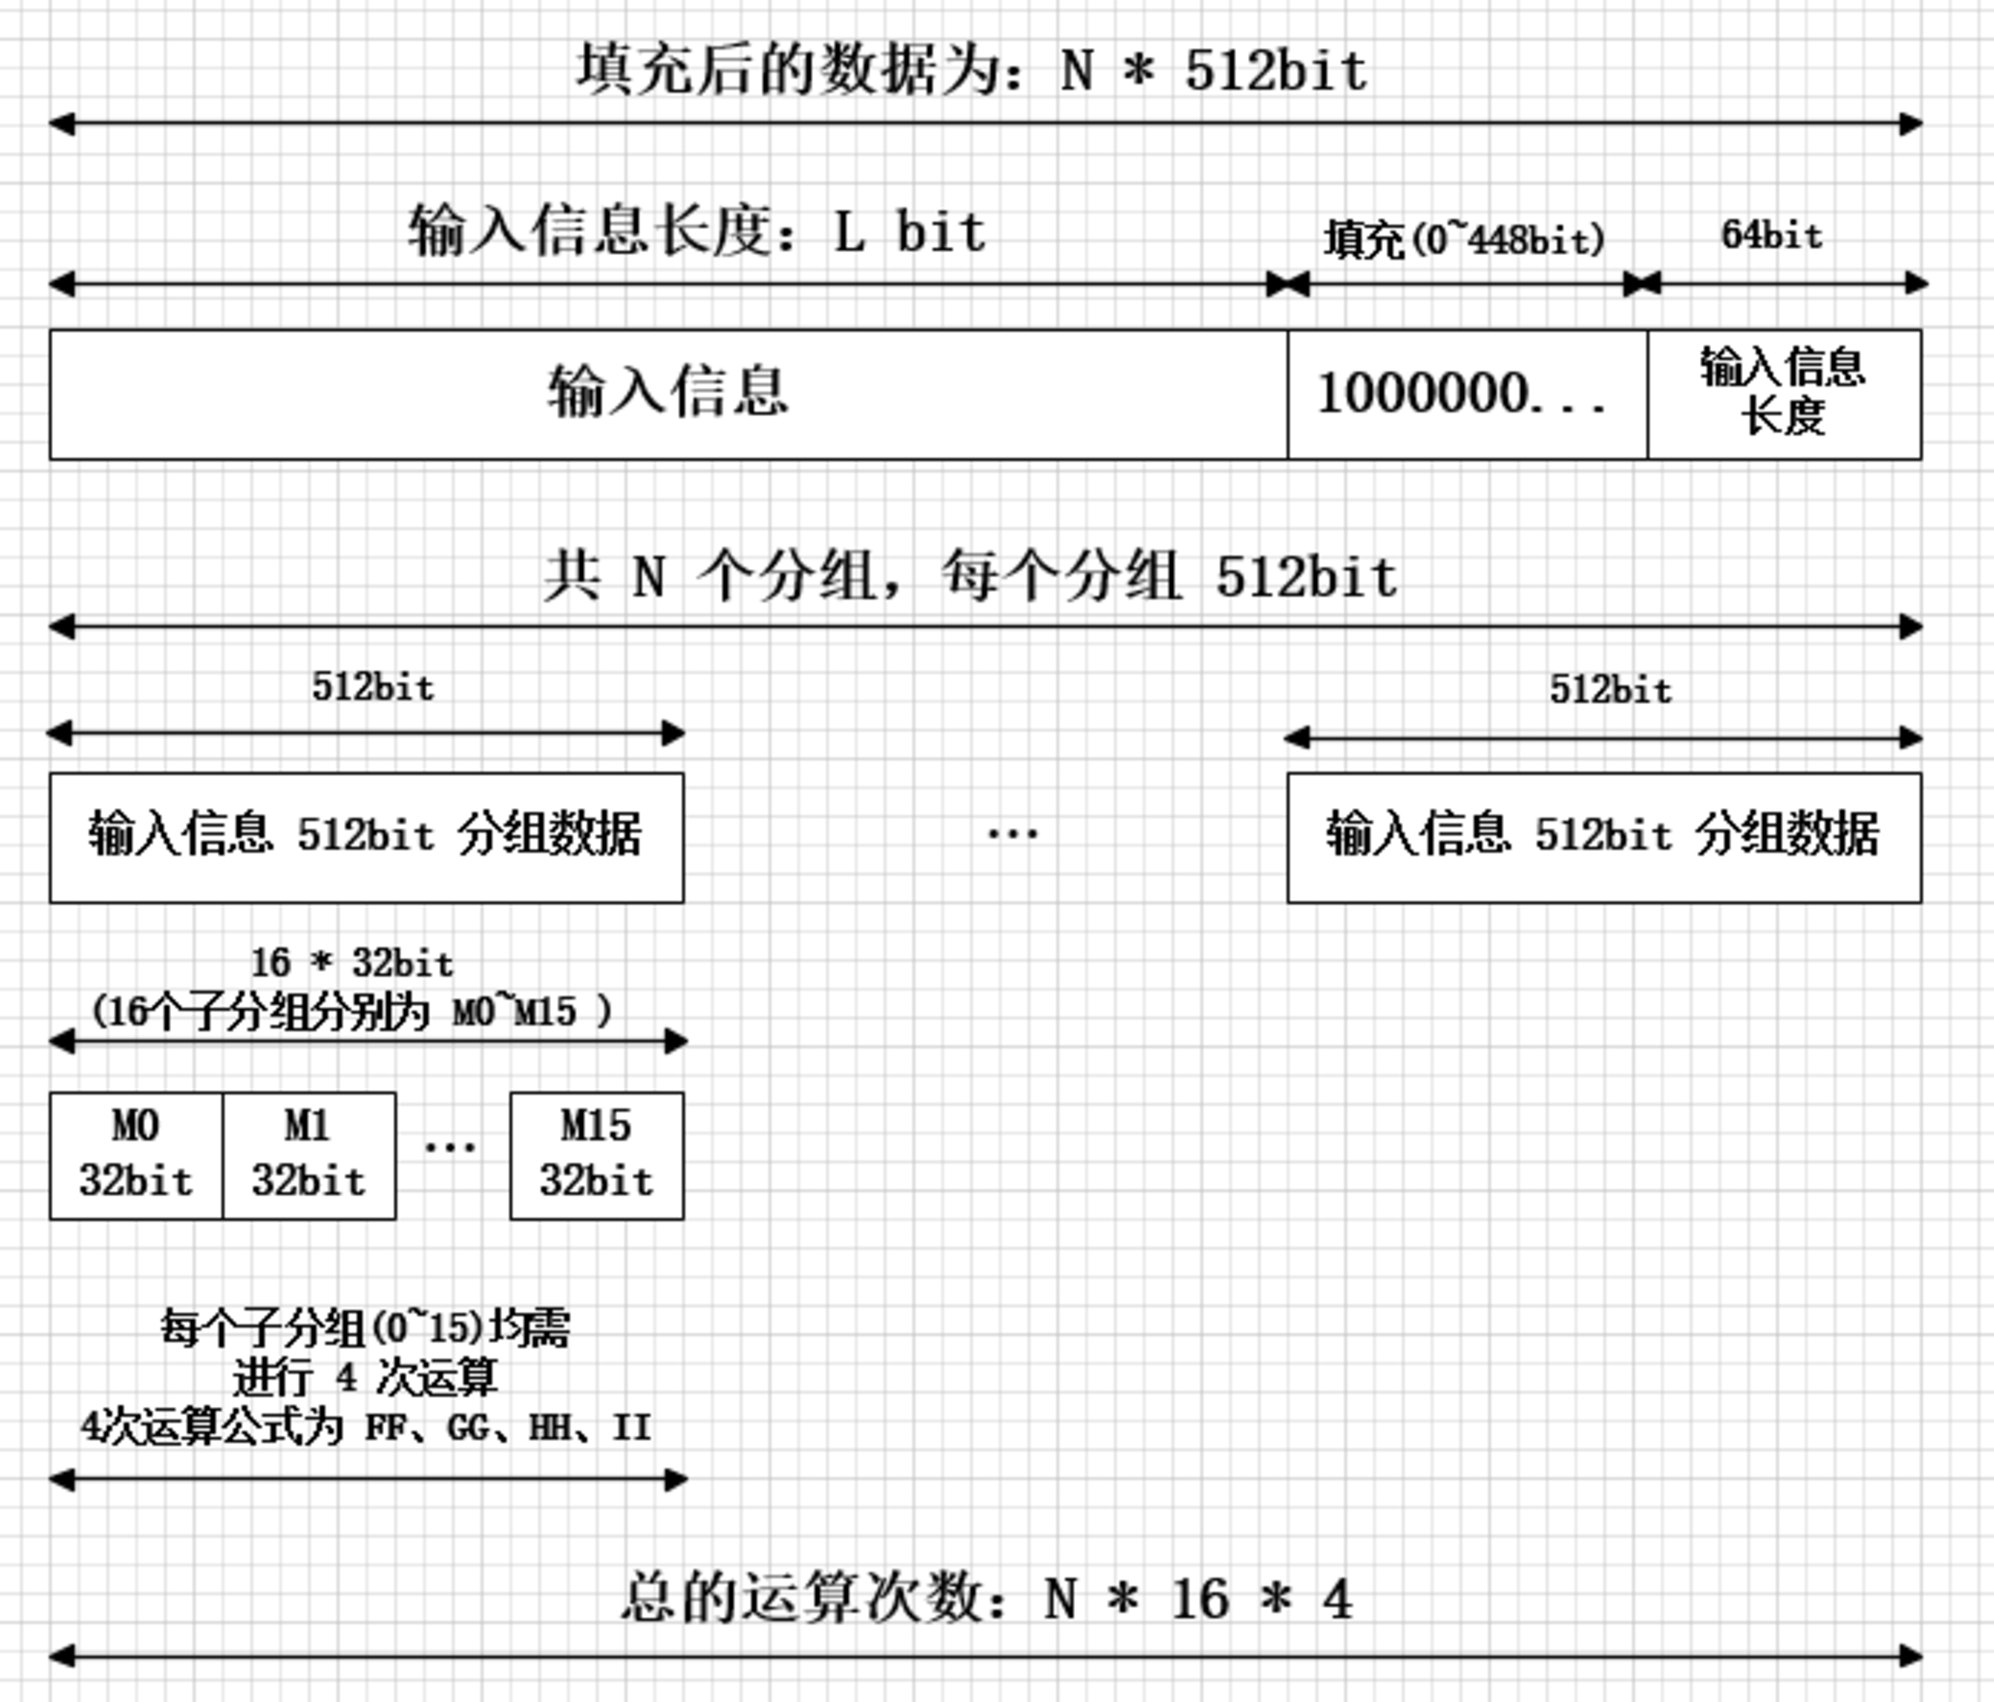 填充后的数据为：N * 512bit
输入信息长度：L bit
填充(0~448bit)
64bit
输入信息
1000000...
输入信息
长度
共 N 个分组，每个分组 512bit
512bit
512bit
输入信息 512bit 分组数据
...
输入信息 512bit 分组数据
16 * 32bit
(16个子分组分别为 M0~M15 )
M0
32bit
M1
32bit
...
M15
32bit
每个子分组(0~15)均需
进行 4 次运算
4次运算公式为 FF、GG、HH、II
总的运算次数：N * 16 * 4